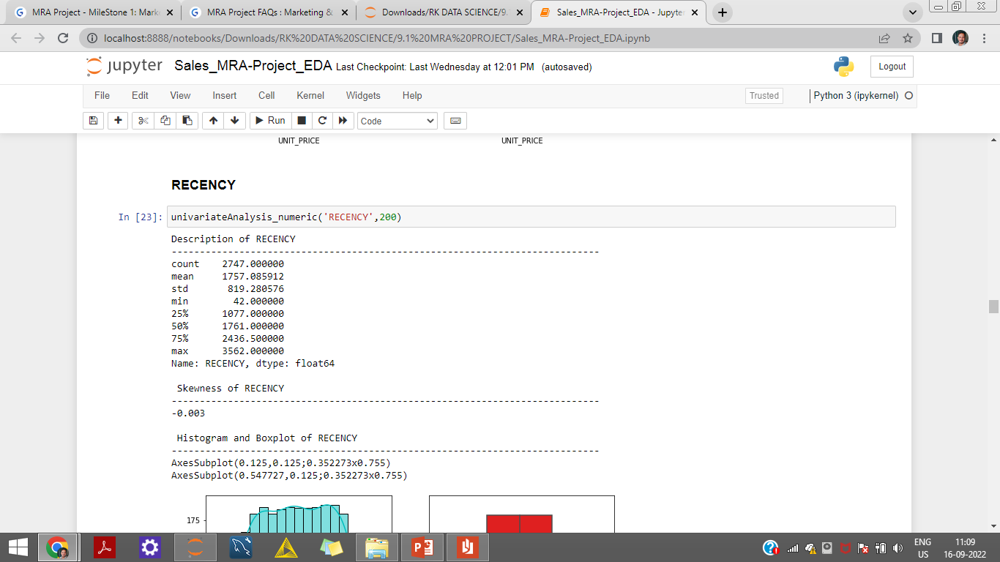 MRA Project - MileStone 1: Mark
MRA Project FAQs : Marketing &
Downloads/RK DATA SCIENCE/9.
Sales_MRA-Project_EDA - Jupyter
localhost:8888/notebooks/Downloads/RK%20DATA%20SCIENCE/9.1%20MRA%20PROJECT/Sales_MRA-Project_EDA.ipynb
jupyter Sales_MRA-Project_EDA Last Checkpoint: Last Wednesday at 12:01 PM (autosaved)
Logout
File Edit View Insert Cell Kernel Widgets Help
Trusted
Python 3 (ipykernel)
Run
Code
UNIT_PRICE UNIT_PRICE
RECENCY
In [23]: univariateAnalysis_numeric('RECENCY',200)
Description of RECENCY
----------------------------------------------------------------------------
count 2747.000000
mean 1757.085912
std 819.280576
min 42.000000
25% 1077.000000
50% 1761.000000
75% 2436.500000
max 3562.000000
Name: RECENCY, dtype: float64
Skewness of RECENCY
----------------------------------------------------------------------------
-0.003
Histogram and Boxplot of RECENCY
----------------------------------------------------------------------------
AxesSubplot(0.125,0.125;0.352273x0.755)
AxesSubplot(0.547727,0.125;0.352273x0.755)
175
ENG
US
11:09
16-09-2022